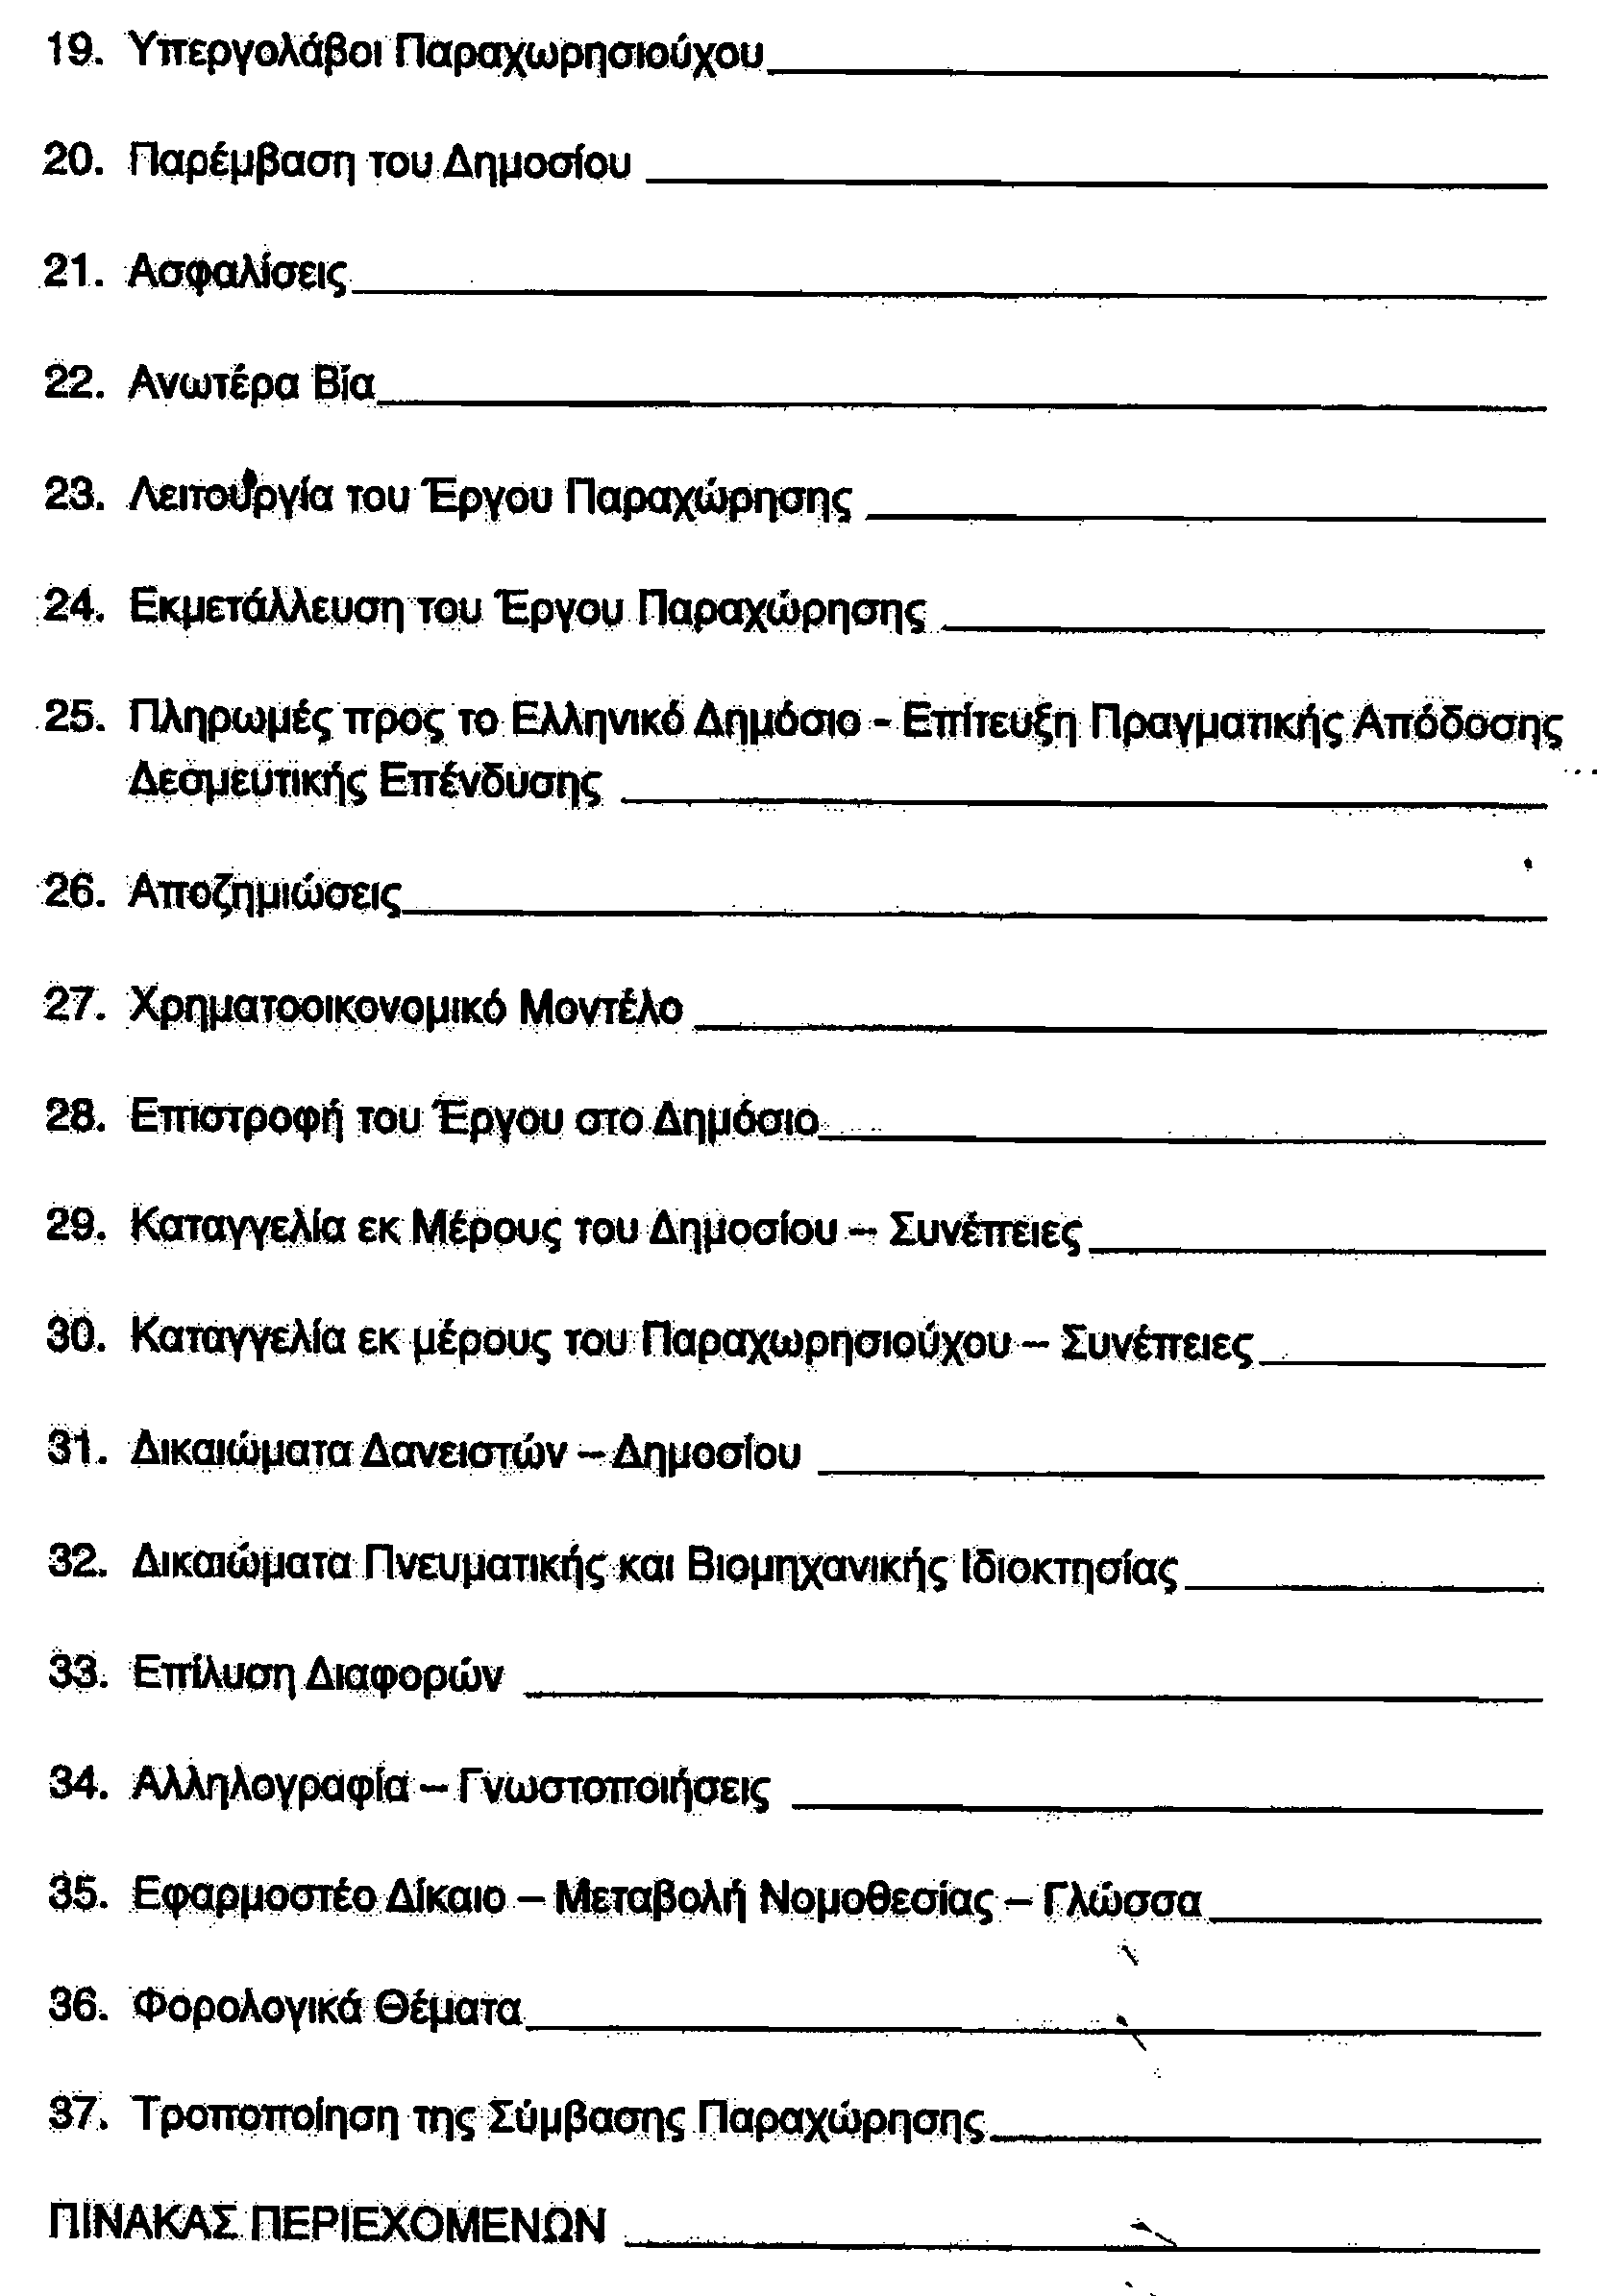 19. Υπεργολάβοι Παραχωρησιούχου
20. Παρέμβαση του Δημοσίου
21. Ασφαλίσεις
22. Ανωτέρα Βία
23. Λειτουργία του Έργου Παραχώρησης
24. Εκμετάλλευση του Έργου Παραχώρησης
25. Πληρωμές προς το Ελληνικό Δημόσιο - Επίτευξη Πραγματικής Απόδοσης
Δεσμευτικής Επένδυσης
26. Αποζημιώσεις
27. Χρηματοοικονομικό Μοντέλο
28. Επιστροφή του Έργου στο Δημόσιο
29. Καταγγελία εκ Μέρους του Δημοσίου – Συνέπειες
30. Καταγγελία εκ μέρους του Παραχωρησιούχου – Συνέπειες
31. Δικαιώματα Δανειστών – Δημοσίου
32. Δικαιώματα Πνευματικής και Βιομηχανικής Ιδιοκτησίας
33. Επίλυση Διαφορών
34. Αλληλογραφία – Γνωστοποιήσεις
35. Εφαρμοστέο Δίκαιο – Μεταβολή Νομοθεσίας – Γλώσσα
36. Φορολογικά Θέματα
37. Τροποποίηση της Σύμβασης Παραχώρησης
ΠΙΝΑΚΑΣ ΠΕΡΙΕΧΟΜΕΝΩΝ